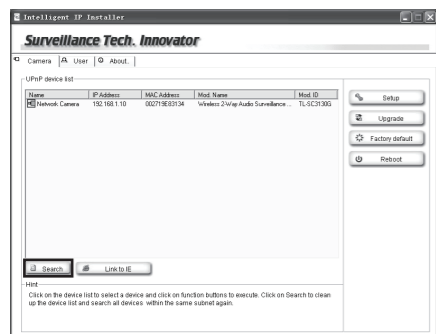 Intelligent IP Installer
Surveillance Tech. Innovator
Camera User About..
UPnP device list
Name IP Address MAC Address Mod. Name Mod. ID
Network Camera 192.168.1.10 002719E83134 Wireless 2-Way Audio Surveillance ... TL-SC3130G
Setup
Upgrade
Factory default
Reboot
Search Link to IE
Hint
Click on the device list to select a device and click on function buttons to execute. Click on Search to clean
up the device list and search all devices within the same subnet again.